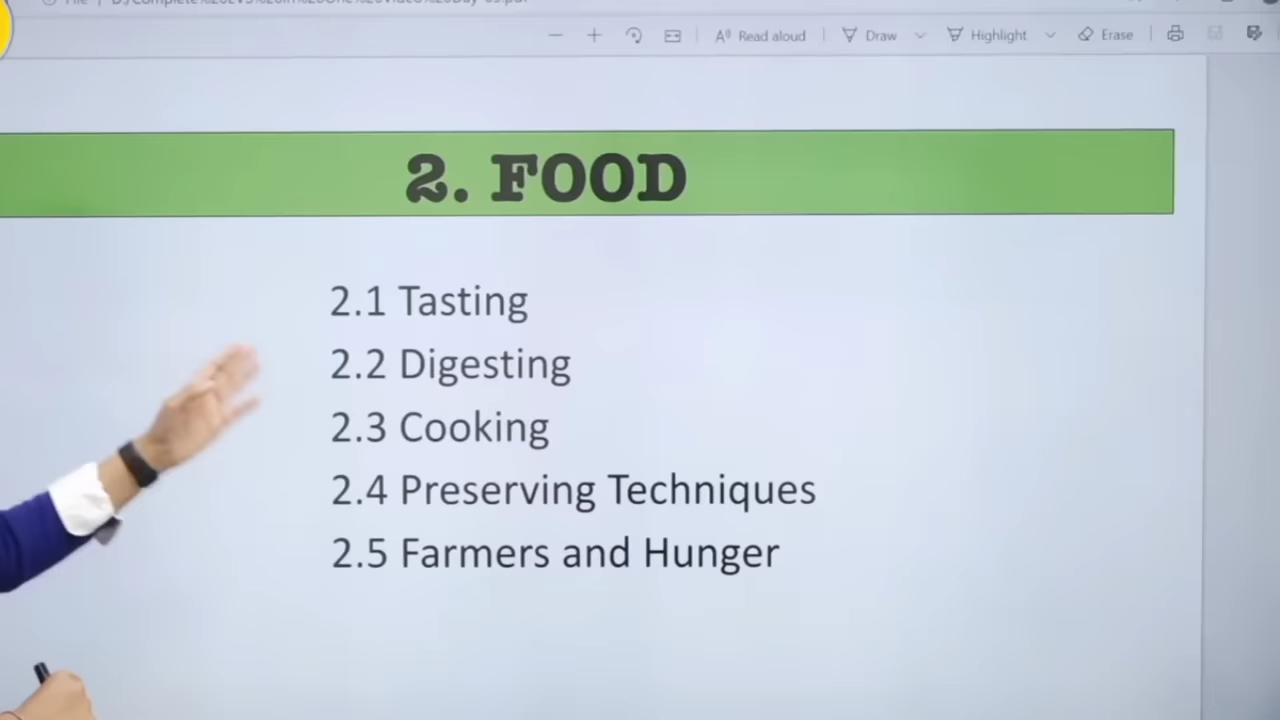 Read aloud
Draw
Highlight
Erase
2. FOOD
2.1 Tasting
2.2 Digesting
2.3 Cooking
2.4 Preserving Techniques
2.5 Farmers and Hunger